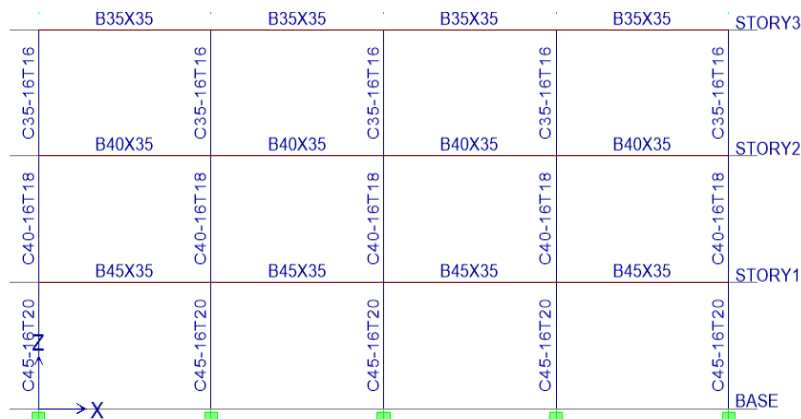 B35X35 B35X35 B35X35 B35X35
STORY3
C35-16T16 C35-16T16 C35-16T16 C35-16T16 C35-16T16
B40X35 B40X35 B40X35 B40X35
STORY2
C40-16T18 C40-16T18 C40-16T18 C40-16T18 C40-16T18
B45X35 B45X35 B45X35 B45X35
STORY1
C45-16T20 C45-16T20 C45-16T20 C45-16T20 C45-16T20
Z
BASE
X